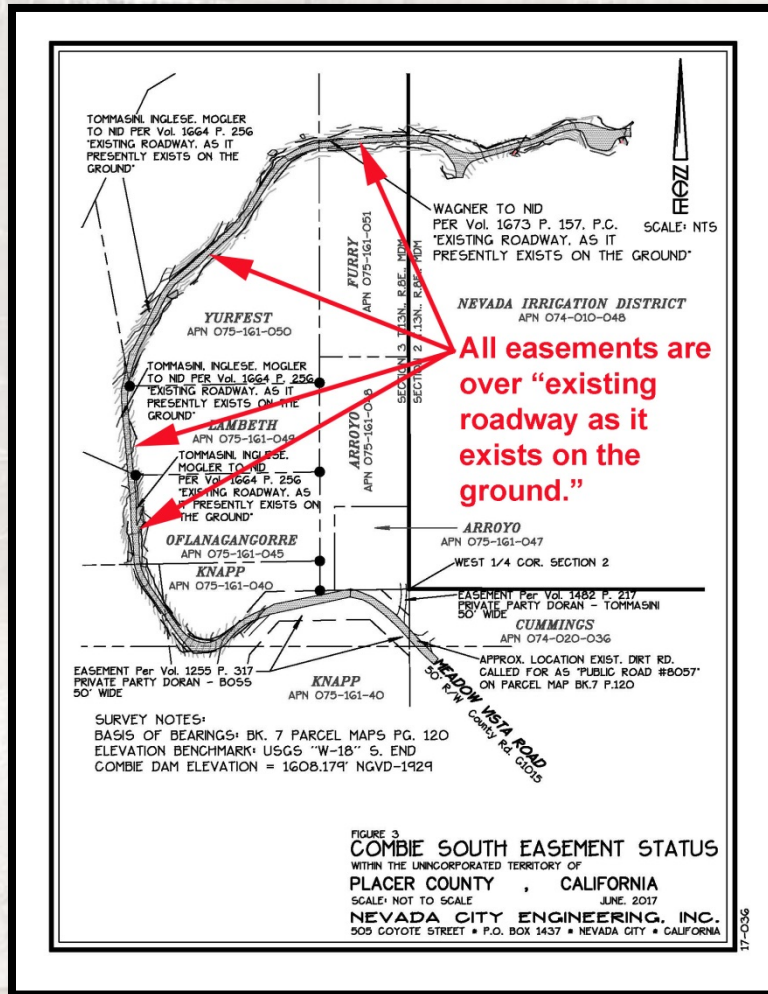 TOMMASINI, INGLESE, MOGLER
TO NID PER Vol. 1664 P. 256
"EXISTING ROADWAY, AS IT
PRESENTLY EXISTS ON THE
GROUND"
WAGNER TO NID
PER Vol. 1673 P. 157, P.C.
"EXISTING ROADWAY, AS IT
PRESENTLY EXISTS ON THE GROUND"
SCALE: NTS
FURRY
APN 075-161-051
SECTION 3 T.13N., R.8E., MDM
SECTION 2 T.13N., R.8E., MDM
NEVADA IRRIGATION DISTRICT
APN 074-010-048
YURFEST
APN 075-161-050
All easements are
over “existing
roadway as it
exists on the
ground.”
TOMMASINI, INGLESE, MOGLER
TO NID PER Vol. 1664 P. 256
"EXISTING ROADWAY, AS IT
PRESENTLY EXISTS ON THE
GROUND"
LAMBETH
APN 075-161-049
ARROYO
APN 075-161-048
TOMMASINI, INGLESE,
MOGLER TO NID
PER Vol. 1664 P. 256
"EXISTING ROADWAY, AS
IT PRESENTLY EXISTS ON
THE GROUND"
OFLANAGANGORRE
APN 075-161-045
ARROYO
APN 075-161-047
KNAPP
APN 075-161-040
WEST 1/4 COR. SECTION 2
EASEMENT Per Vol. 1482 P. 217
PRIVATE PARTY DORAN - TOMMASINI
50' WIDE
CUMMINGS
APN 074-020-036
EASEMENT Per Vol. 1255 P. 317
PRIVATE PARTY DORAN - BOSS
50' WIDE
KNAPP
APN 075-161-40
APPROX. LOCATION EXIST. DIRT RD.
CALLED FOR AS "PUBLIC ROAD #8057"
ON PARCEL MAP BK.7 P.120
MEADOW VISTA ROAD
50' R/W County Rd. C1015
SURVEY NOTES:
BASIS OF BEARINGS: BK. 7 PARCEL MAPS PG. 120
ELEVATION BENCHMARK: USGS "W-18" S. END
COMBIE DAM ELEVATION = 1608.179' NGVD-1929
FIGURE 3
COMBIE SOUTH EASEMENT STATUS
WITHIN THE UNINCORPORATED TERRITORY OF
PLACER COUNTY , CALIFORNIA
SCALE: NOT TO SCALE JUNE, 2017
NEVADA CITY ENGINEERING, INC.
505 COYOTE STREET * P.O. BOX 1437 * NEVADA CITY * CALIFORNIA
17-036